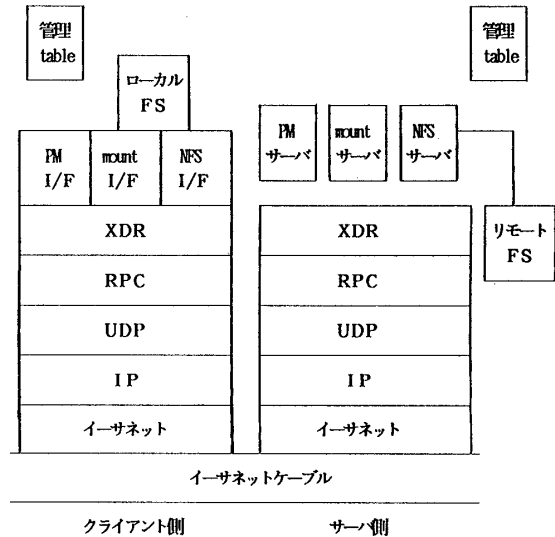 管理
table
管理
table
ローカル
FS
PM
I/F
mount
I/F
NFS
I/F
PM
サーバ
mount
サーバ
NFS
サーバ
XDR
RPC
UDP
IP
イーサネット
XDR
RPC
UDP
IP
イーサネット
リモート
FS
イーサネットケーブル
クライアント側
サーバ側